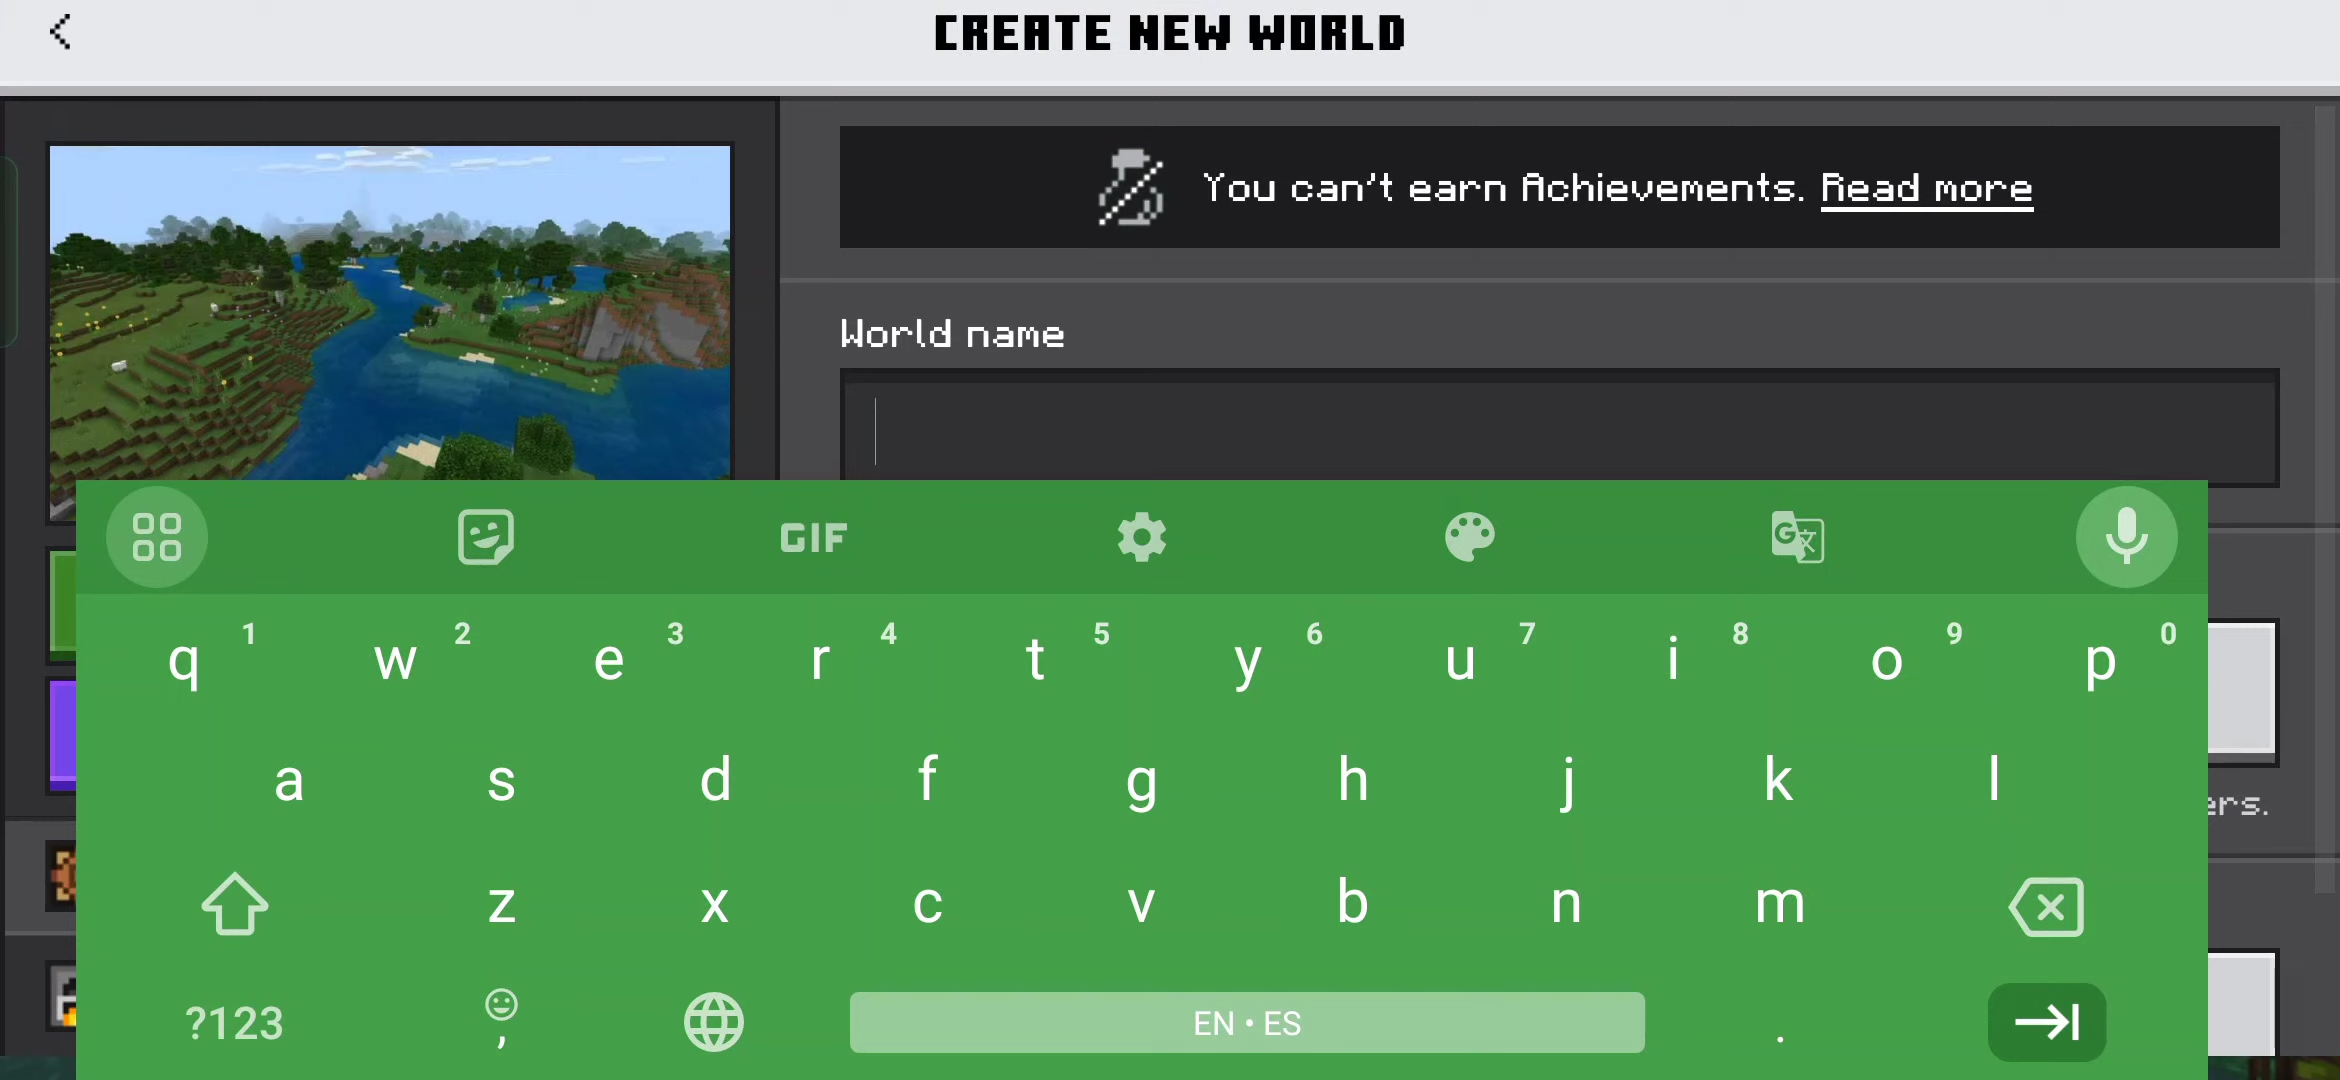 CREATE NEW WORLD
You can't earn Achievements. Read more
World name
GIF
q 1 w 2 e 3 r 4 t 5 y 6 u 7 i 8 o 9 p 0
a s d f g h j k l
ers.
z x c v b n m
?123 , EN • ES .